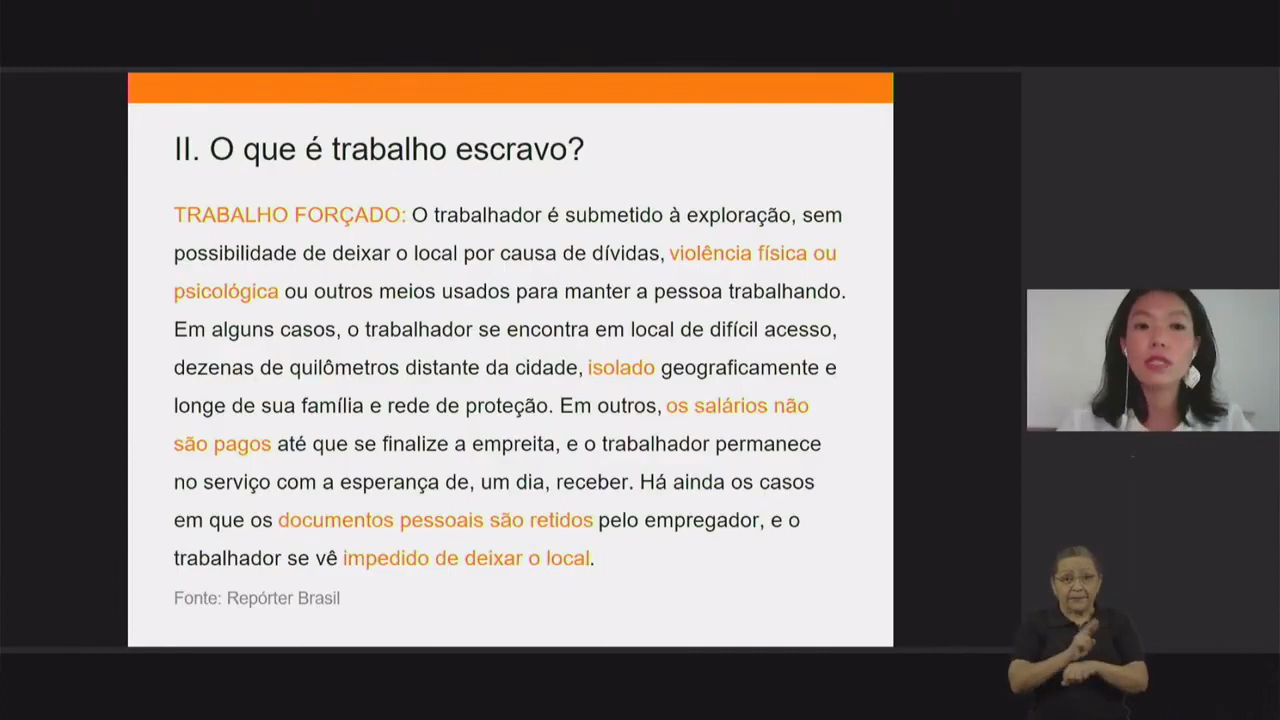 II. O que é trabalho escravo?
TRABALHO FORÇADO: O trabalhador é submetido à exploração, sem
possibilidade de deixar o local por causa de dívidas, violência física ou
psicológica ou outros meios usados para manter a pessoa trabalhando.
Em alguns casos, o trabalhador se encontra em local de difícil acesso,
dezenas de quilômetros distante da cidade, isolado geograficamente e
longe de sua família e rede de proteção. Em outros, os salários não
são pagos até que se finalize a empreita, e o trabalhador permanece
no serviço com a esperança de, um dia, receber. Há ainda os casos
em que os documentos pessoais são retidos pelo empregador, e o
trabalhador se vê impedido de deixar o local.
Fonte: Repórter Brasil